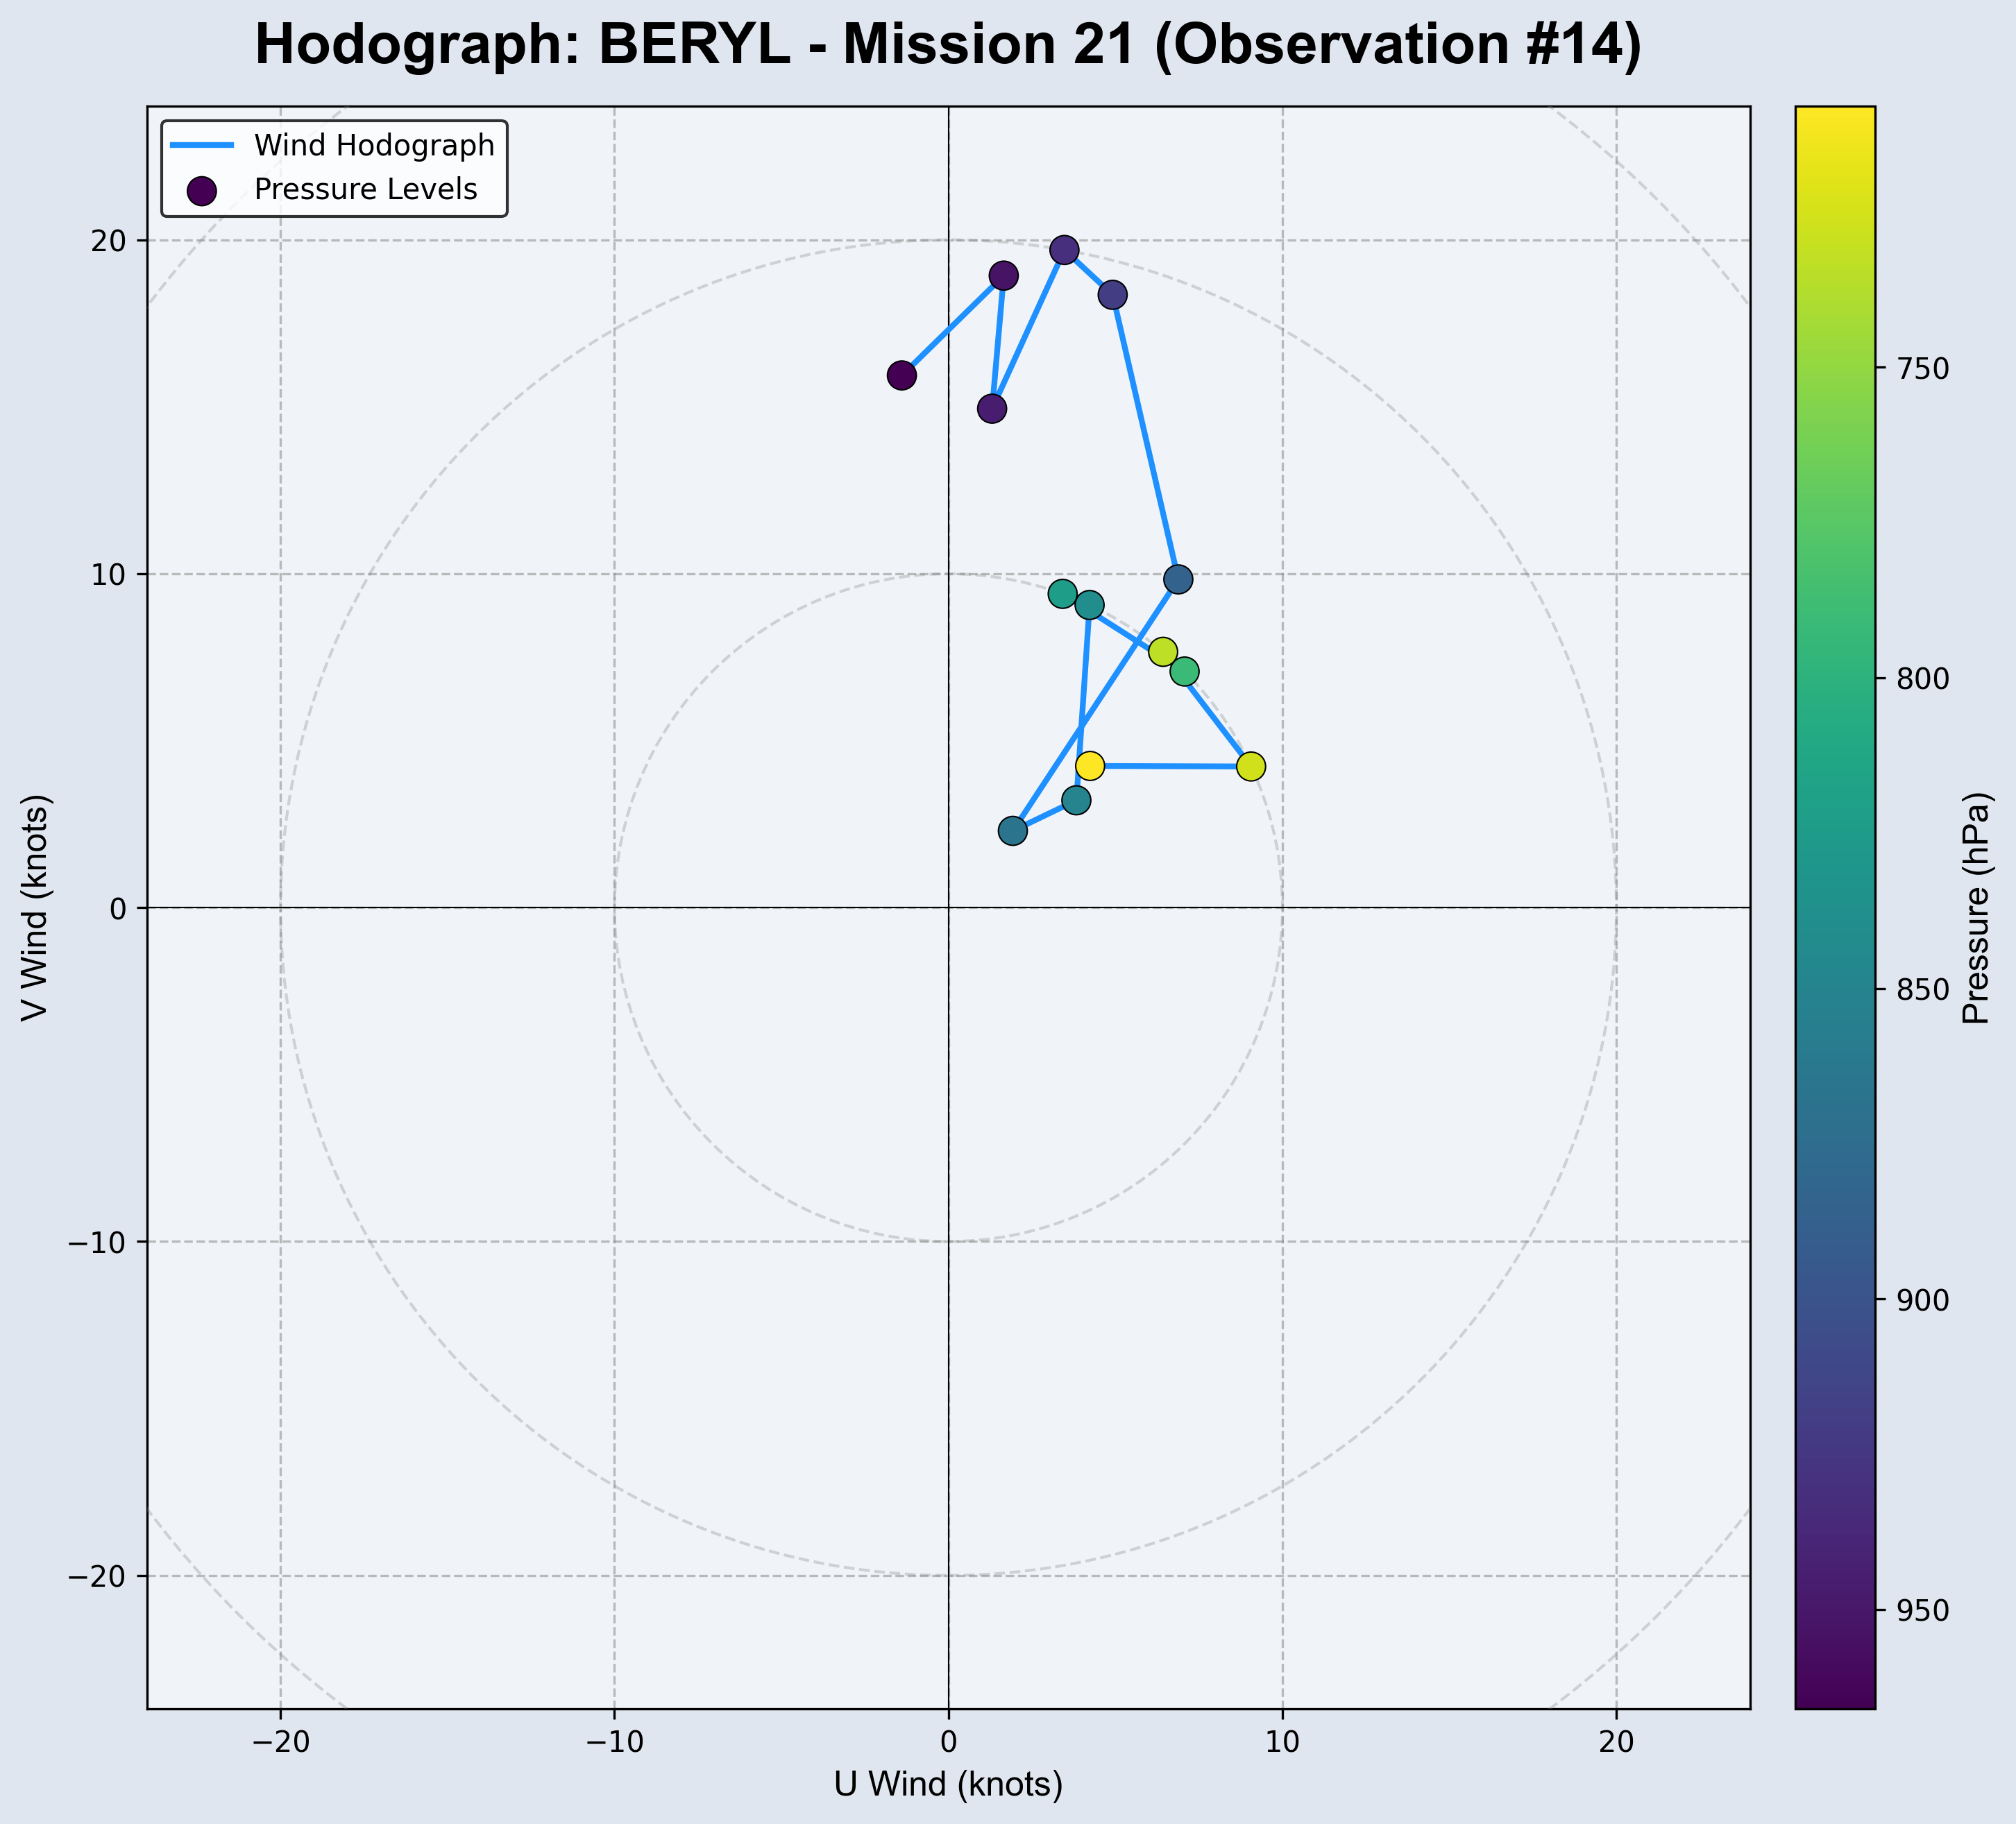 Hodograph: BERYL - Mission 21 (Observation #14)
Wind Hodograph
Pressure Levels
20
10
0
−10
−20
V Wind (knots)
−20
−10
0
10
20
U Wind (knots)
750
800
850
900
950
Pressure (hPa)